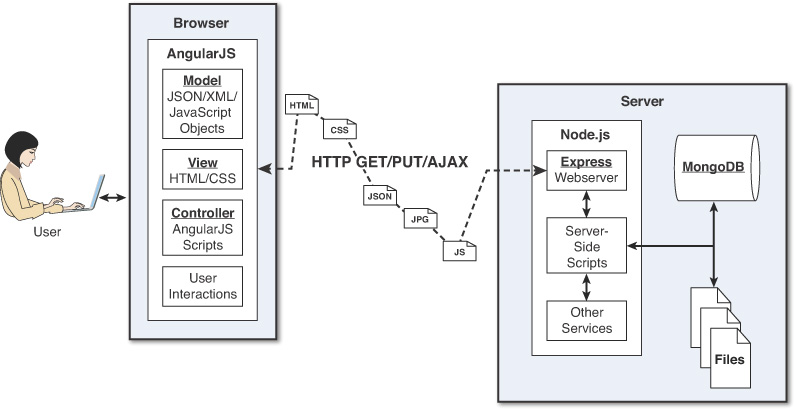 Browser
AngularJS
Model
JSON/XML/
JavaScript
Objects
View
HTML/CSS
Controller
AngularJS
Scripts
User
Interactions
User
HTML
CSS
HTTP GET/PUT/AJAX
JSON
JPG
JS
Server
Node.js
Express
Webserver
Server-
Side
Scripts
Other
Services
MongoDB
Files